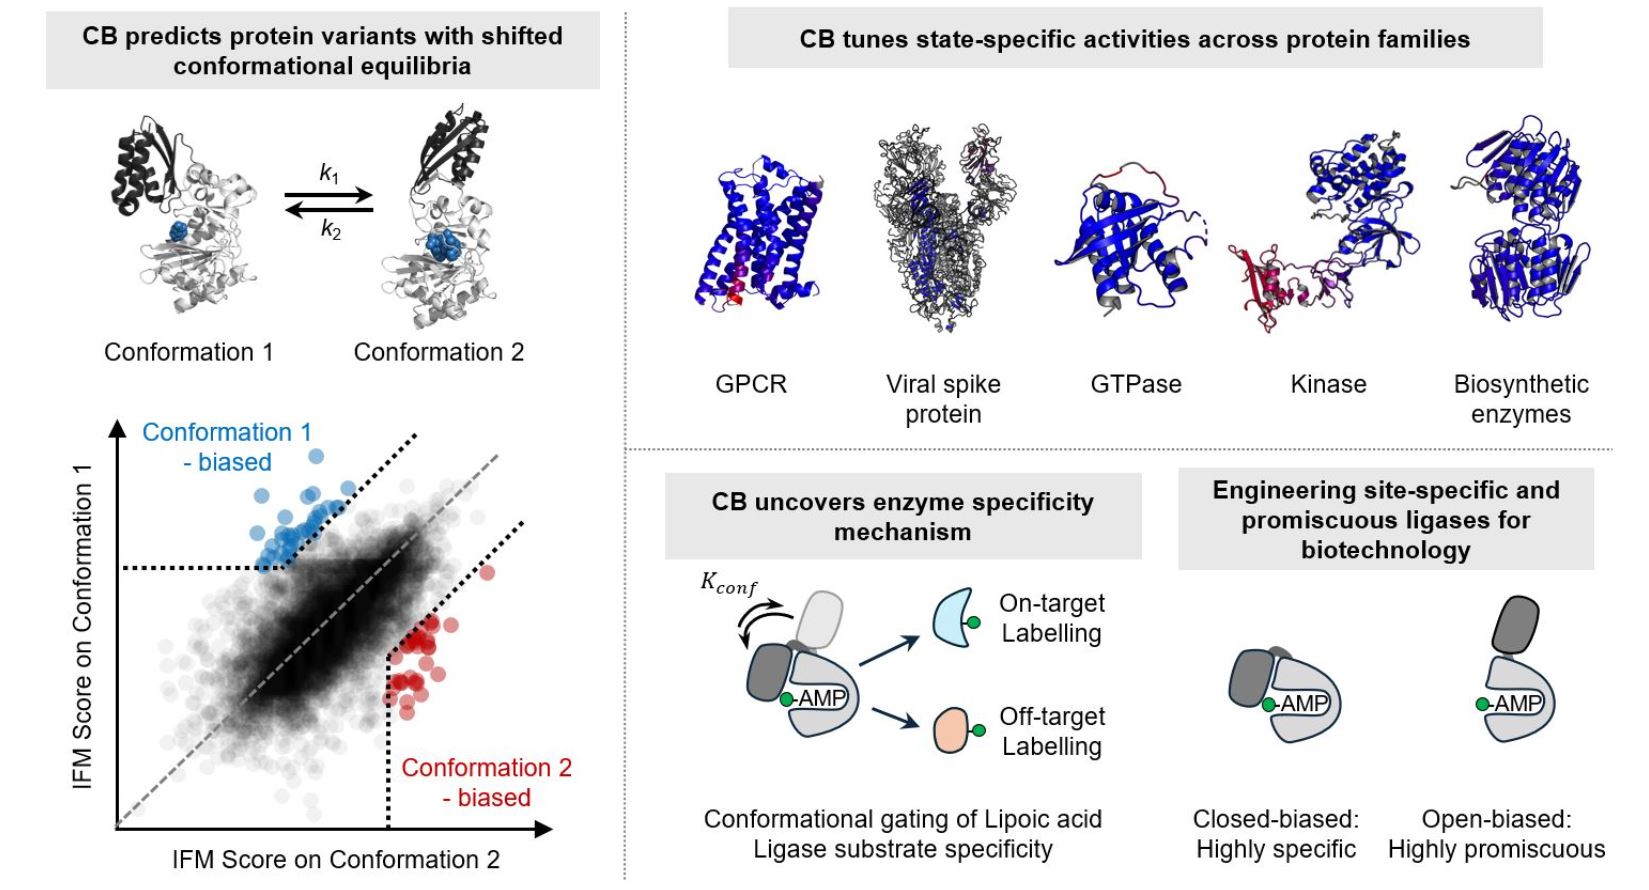 CB predicts protein variants with shifted
conformational equilibria
k1
k2
Conformation 1
Conformation 2
Conformation 1
- biased
IFM Score on Conformation 1
Conformation 2
- biased
IFM Score on Conformation 2
CB tunes state-specific activities across protein families
GPCR
Viral spike
protein
GTPase
Kinase
Biosynthetic
enzymes
CB uncovers enzyme specificity
mechanism
Kconf
-AMP
On-target
Labelling
Off-target
Labelling
Conformational gating of Lipoic acid
Ligase substrate specificity
Engineering site-specific and
promiscuous ligases for
biotechnology
-AMP
-AMP
Closed-biased:
Highly specific
Open-biased:
Highly promiscuous